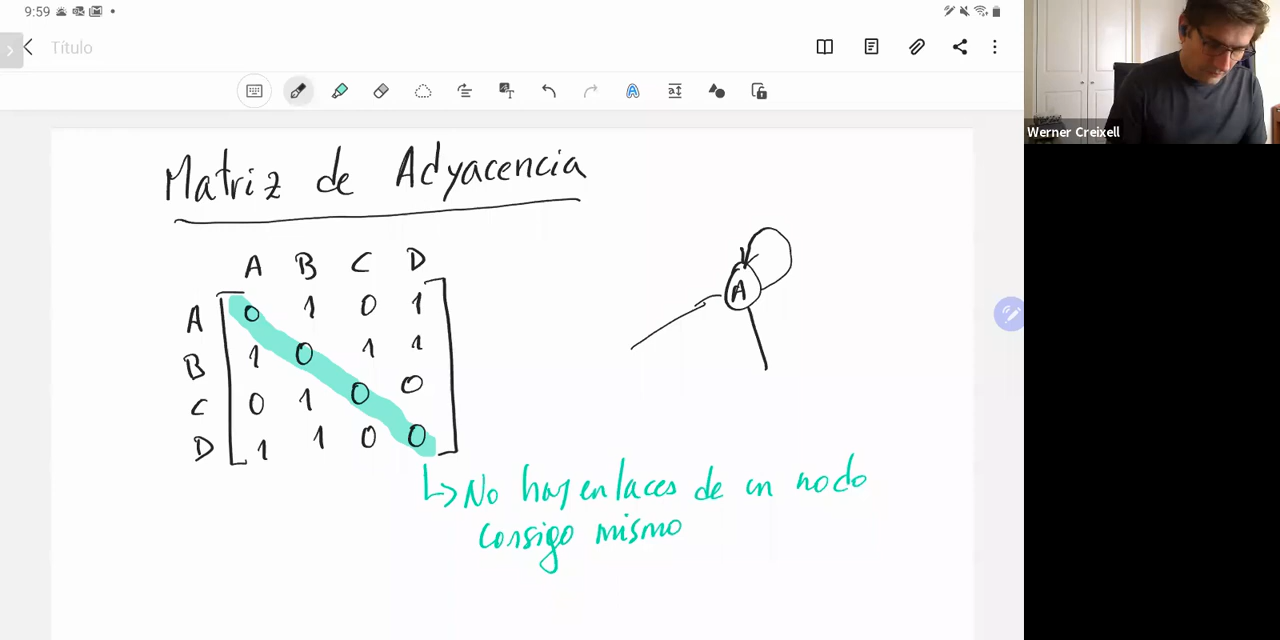 9:59
Título
Werner Creixell
Matriz de Adyacencia
A B C D
A 0 1 0 1
B 1 0 1 1
C 0 1 0 0
D 1 1 0 0
A
No hay enlaces de un nodo
consigo mismo